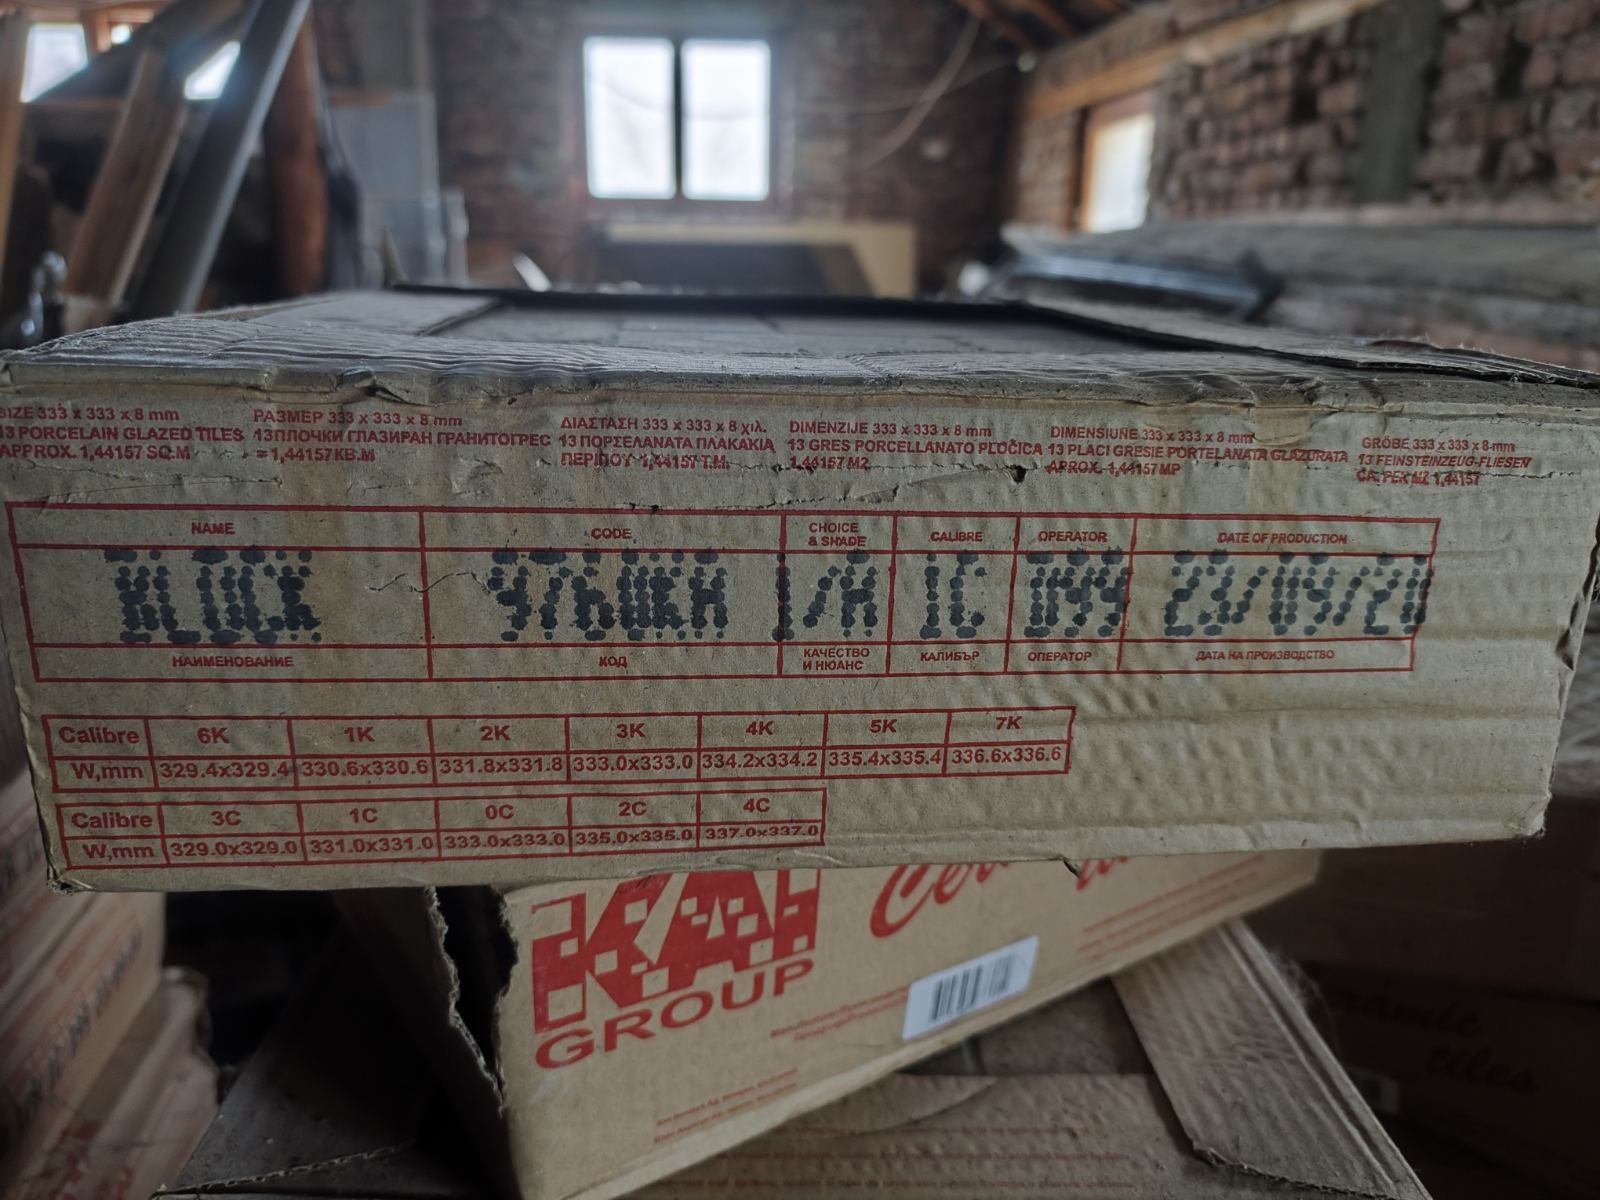 SIZE 333 x 333 x 8 mm
13 PORCELAIN GLAZED TILES
APPROX. 1,44157 SQ.M
РАЗМЕР 333 x 333 x 8 mm
13ПЛОЧКИ ГЛАЗИРАН ГРАНИТОГРЕС
=1,44157КВ.М
ΔΙΑΣΤΑΣΗ 333 x 333 x 8 χιλ.
13 ΠΟΡΣΕΛΑΝΑΤΑ ΠΛΑΚΑΚΙΑ
ΠΕΡΙΠΟΥ 1,44157 Τ.Μ.
DIMENZIJE 333 x 333 x 8 mm
13 GRES PORCELLANATO PLOČICA
1,44157 M2
DIMENSIUNE 333 x 333 x 8 mm
13 PLACI GRESIE PORTELANATA GLAZURATA
APROX. 1,44157 MP
GRÖBE 333 x 333 x 8 mm
13 FEINSTEINZEUG-FLIESEN
CA. PER M2 1,44157
NAME CODE CHOICE & SHADE CALIBRE OPERATOR DATE OF PRODUCTION
BLOCK 1/A 1C
НАИМЕНОВАНИЕ КОД КАЧЕСТВО И НЮАНС КАЛИБЪР ОПЕРАТОР ДАТА НА ПРОИЗВОДСТВО
Calibre 6K 1K 2K 3K 4K 5K 7K
W,mm 329.4x329.4 330.6x330.6 331.8x331.8 333.0x333.0 334.2x334.2 335.4x335.4 336.6x336.6
Calibre 3C 1C 0C 2C 4C
W,mm 329.0x329.0 331.0x331.0 333.0x333.0 335.0x335.0 337.0x337.0
KAI
GROUP
tiles